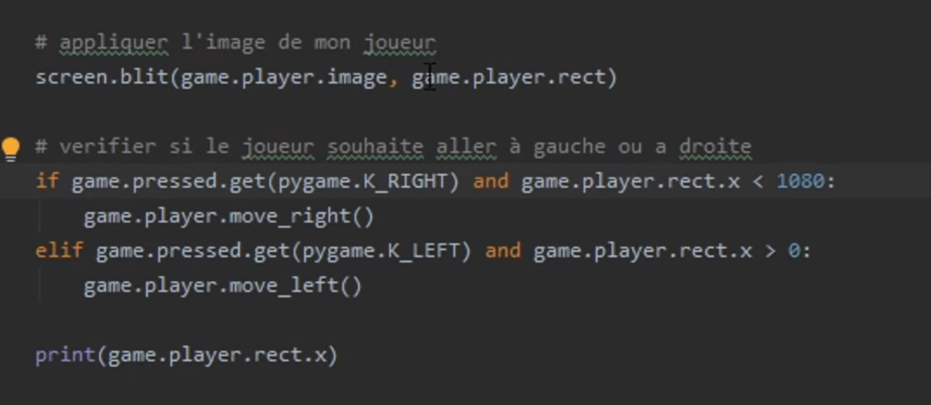 # appliquer l'image de mon joueur
screen.blit(game.player.image, game.player.rect)
# verifier si le joueur souhaite aller à gauche ou a droite
if game.pressed.get(pygame.K_RIGHT) and game.player.rect.x < 1080:
game.player.move_right()
elif game.pressed.get(pygame.K_LEFT) and game.player.rect.x > 0:
game.player.move_left()
print(game.player.rect.x)